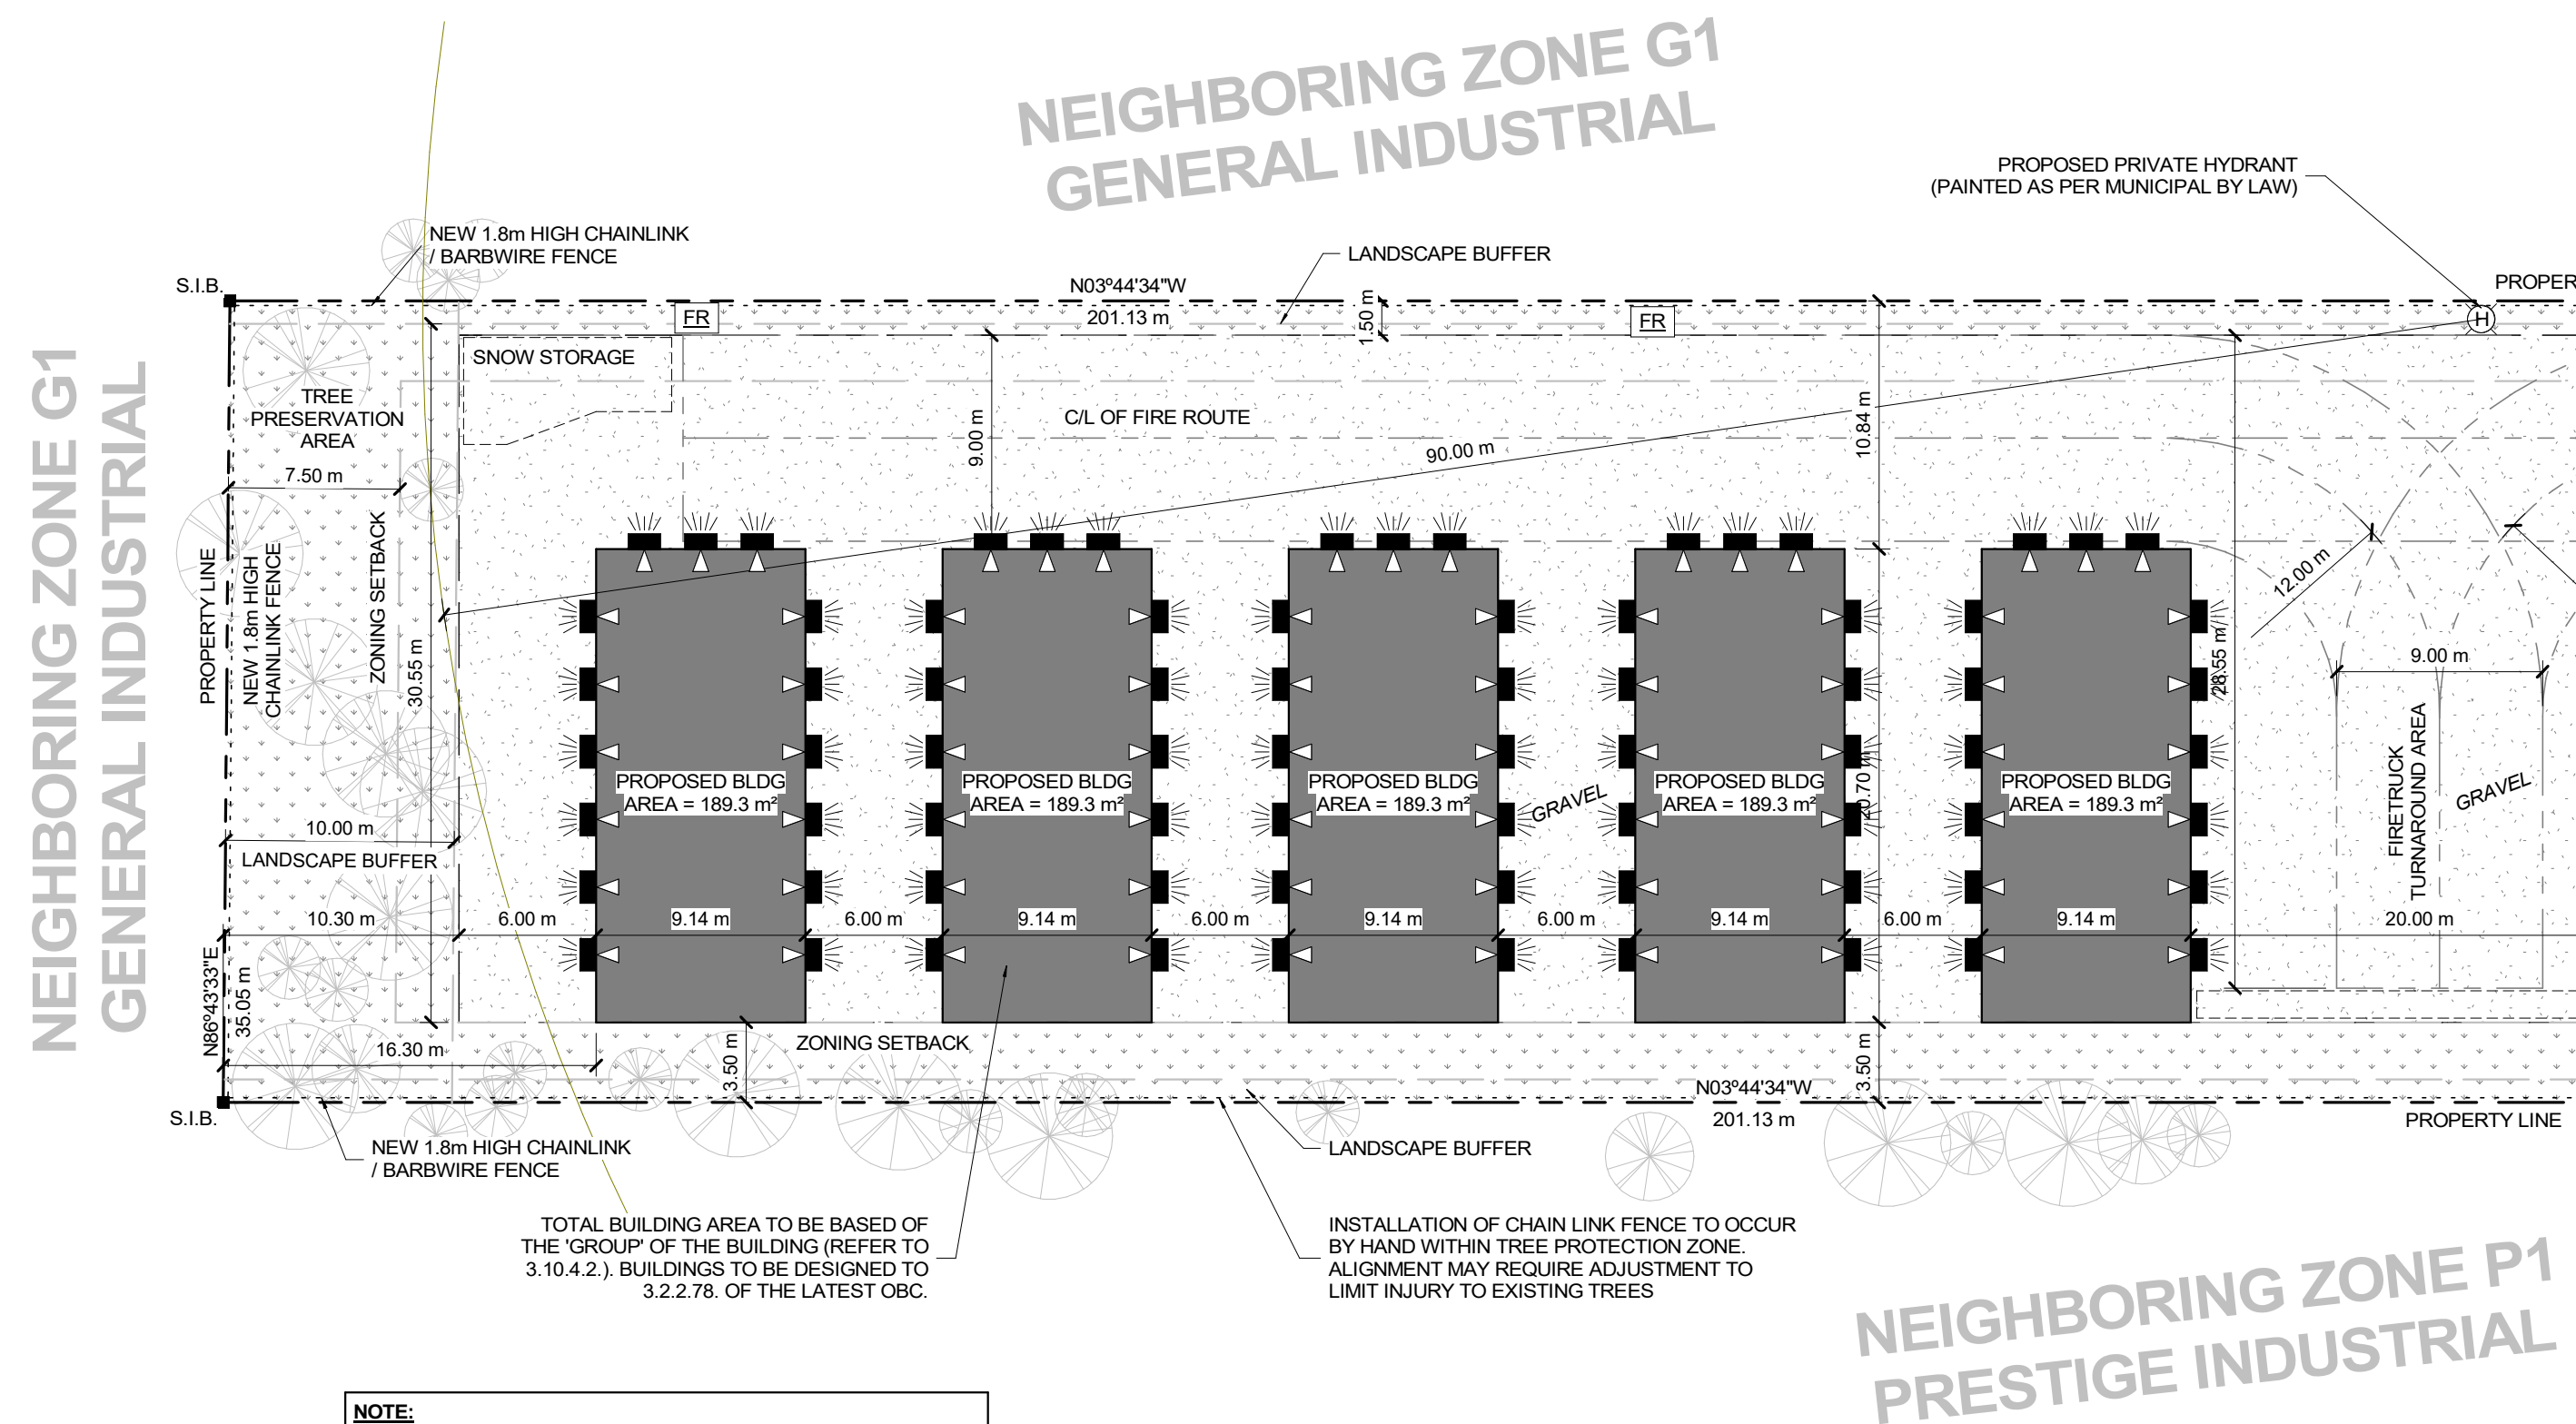 NEIGHBORING ZONE G1
GENERAL INDUSTRIAL
PROPOSED PRIVATE HYDRANT
(PAINTED AS PER MUNICIPAL BY LAW)
NEW 1.8m HIGH CHAINLINK
/ BARBWIRE FENCE
LANDSCAPE BUFFER
S.I.B.
N03º44'34"W
201.13 m
PROPER
FR
FR
1.50 m
H
SNOW STORAGE
TREE
PRESERVATION
AREA
7.50 m
C/L OF FIRE ROUTE
9.00 m
90.00 m
10.84 m
NEIGHBORING ZONE G1
GENERAL INDUSTRIAL
PROPERTY LINE
NEW 1.8m HIGH
CHAINLINK FENCE
ZONING SETBACK
30.55 m
12.00 m
28.55 m
9.00 m
FIRETRUCK
TURNAROUND AREA
GRAVEL
PROPOSED BLDG
AREA = 189.3 m²
PROPOSED BLDG
AREA = 189.3 m²
PROPOSED BLDG
AREA = 189.3 m²
GRAVEL
PROPOSED BLDG
AREA = 189.3 m²
20.70 m
PROPOSED BLDG
AREA = 189.3 m²
10.00 m
LANDSCAPE BUFFER
10.30 m
6.00 m
9.14 m
6.00 m
9.14 m
6.00 m
9.14 m
6.00 m
9.14 m
6.00 m
9.14 m
20.00 m
N86º43'33"E
35.05 m
16.30 m
3.50 m
ZONING SETBACK
3.50 m
N03º44'34"W
201.13 m
S.I.B.
PROPERTY LINE
NEW 1.8m HIGH CHAINLINK
/ BARBWIRE FENCE
LANDSCAPE BUFFER
TOTAL BUILDING AREA TO BE BASED OF
THE 'GROUP' OF THE BUILDING (REFER TO
3.10.4.2.). BUILDINGS TO BE DESIGNED TO
3.2.2.78. OF THE LATEST OBC.
INSTALLATION OF CHAIN LINK FENCE TO OCCUR
BY HAND WITHIN TREE PROTECTION ZONE.
ALIGNMENT MAY REQUIRE ADJUSTMENT TO
LIMIT INJURY TO EXISTING TREES
NEIGHBORING ZONE P1
PRESTIGE INDUSTRIAL
NOTE: